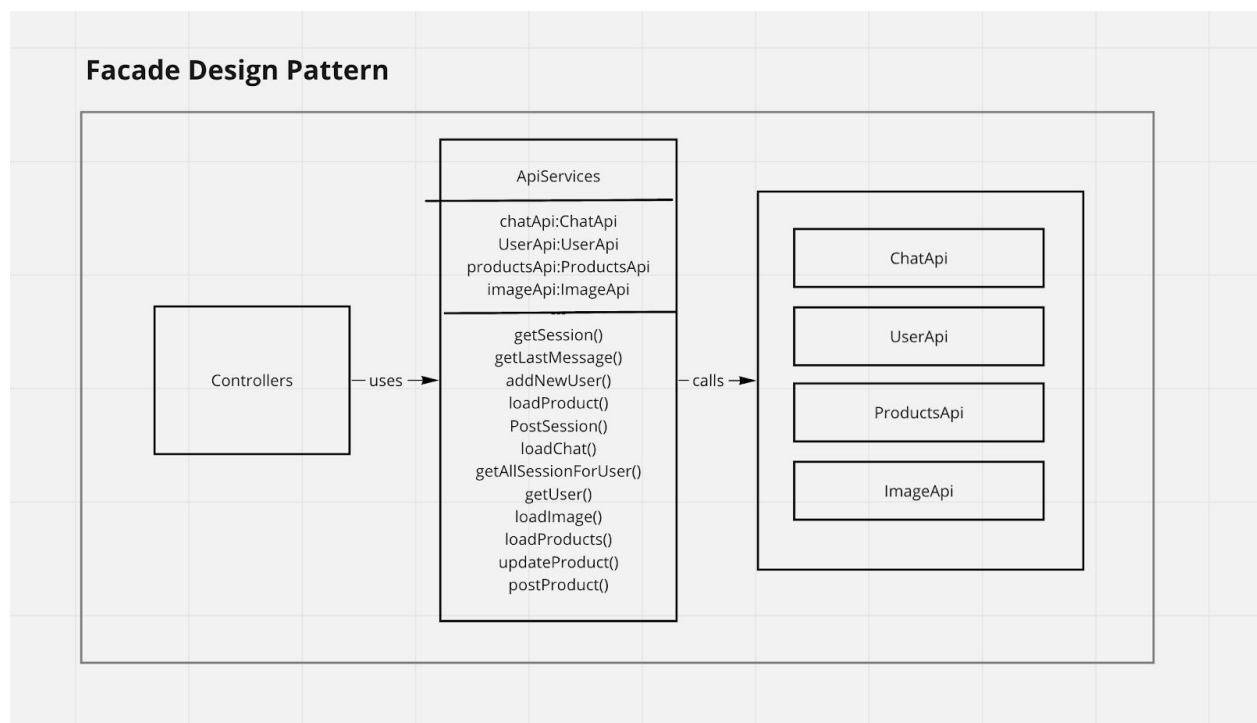 Facade Design Pattern
ApiServices
chatApi:ChatApi
UserApi:UserApi
productsApi:ProductsApi
imageApi:ImageApi
getSession()
getLastMessage()
addNewUser()
loadProduct()
PostSession()
loadChat()
getAllSessionForUser()
getUser()
loadImage()
loadProducts()
updateProduct()
postProduct()
Controllers
uses
calls
ChatApi
UserApi
ProductsApi
ImageApi